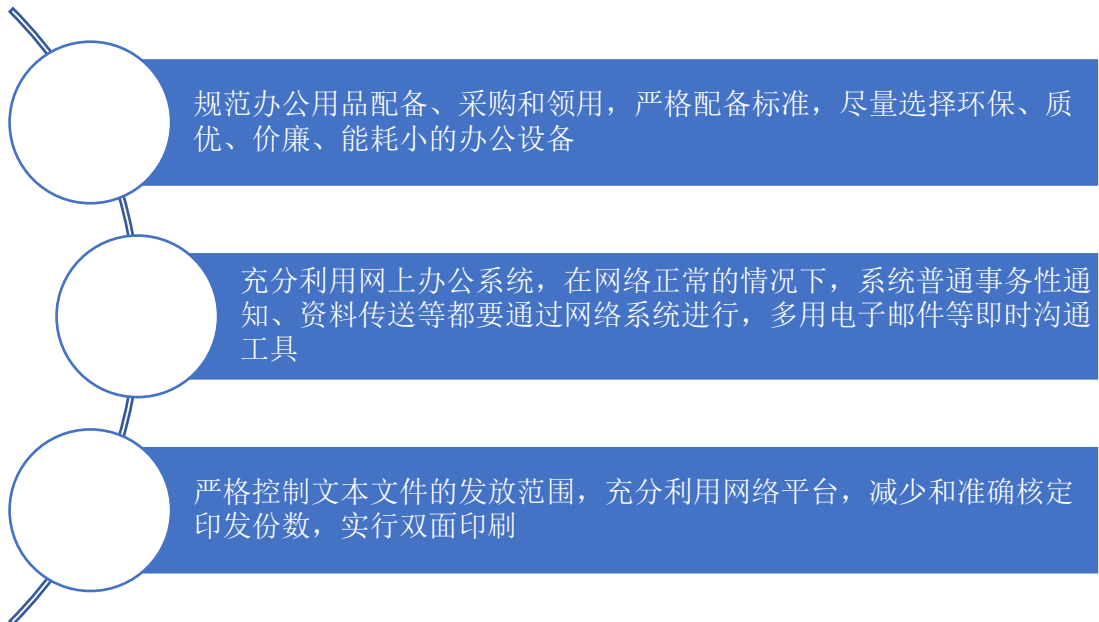 规范办公用品配备、采购和领用，严格配备标准，尽量选择环保、质
优、价廉、能耗小的办公设备
充分利用网上办公系统，在网络正常的情况下，系统普通事务性通
知、资料传送等都要通过网络系统进行，多用电子邮件等即时沟通
工具
严格控制文本文件的发放范围，充分利用网络平台，减少和准确核定
印发份数，实行双面印刷